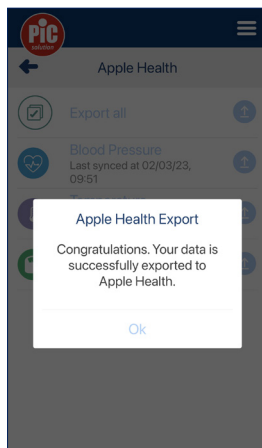 PiC
solution
Apple Health
Export all
Blood Pressure
Last synced at 02/03/23,
09:51
Temperature
Apple Health Export
Congratulations. Your data is
successfully exported to
Apple Health.
Ok